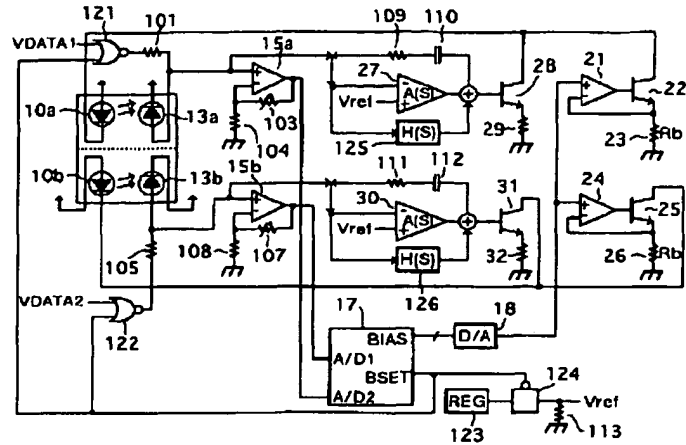 121
101
VDATA1
15a
109
110
27
28
21
22
10a
13a
A(S)
Vref
103
104
125
H(S)
29
23
Rb
111
112
10b
13b
15b
30
31
24
25
A(S)
Vref
105
108
107
H(S)
32
26
Rb
126
VDATA2
122
17
18
BIAS
D/A
A/D1
BSET
124
A/D2
REG
Vref
123
113